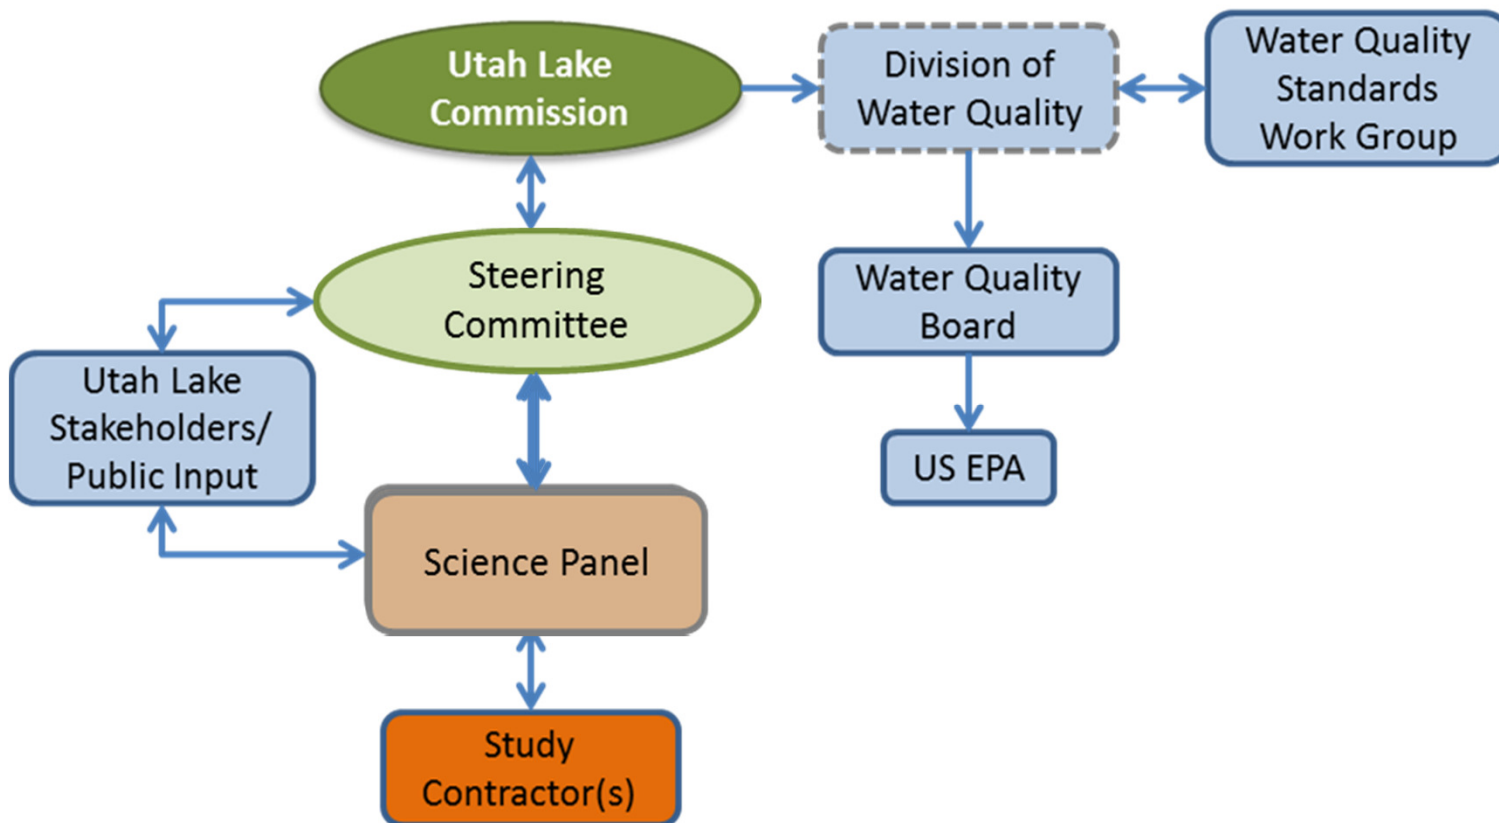 Utah Lake
Commission
Division of
Water Quality
Water Quality
Standards
Work Group
Steering
Committee
Water Quality
Board
Utah Lake
Stakeholders/
Public Input
US EPA
Science Panel
Study
Contractor(s)